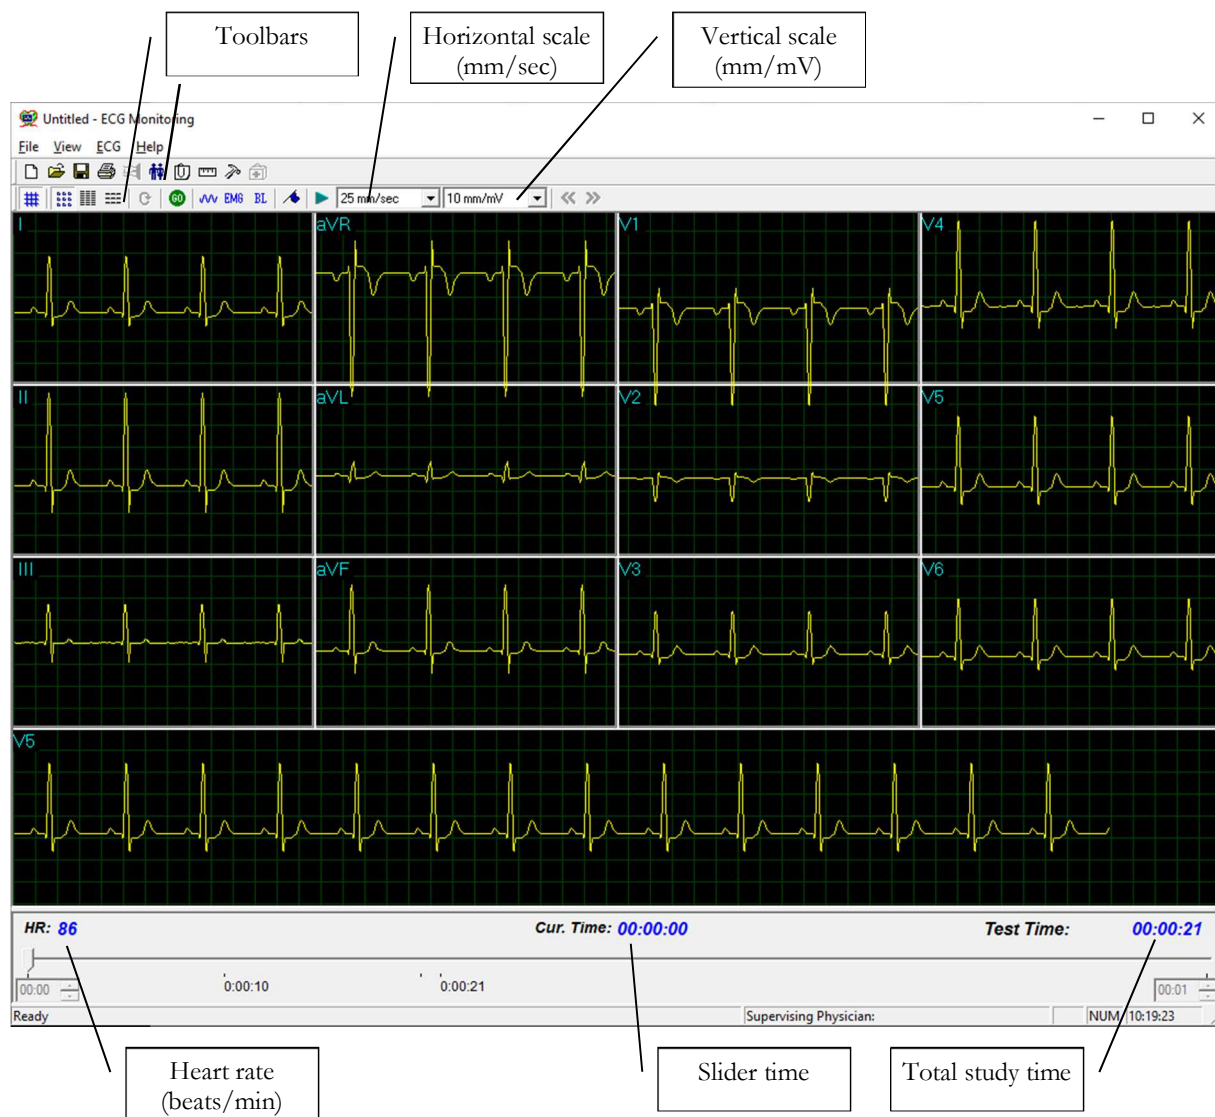 Toolbars
Horizontal scale
(mm/sec)
Vertical scale
(mm/mV)
Untitled - ECG Monitoring
File View ECG Help
GO EMG BL 25 mm/sec 10 mm/mV
I aVR V1 V4
II aVL V2 V5
III aVF V3 V6
V5
HR: 86 Cur. Time: 00:00:00 Test Time: 00:00:21
00:00 0:00:10 0:00:21 00:01
Ready Supervising Physician: NUM 10:19:23
Heart rate
(beats/min)
Slider time
Total study time